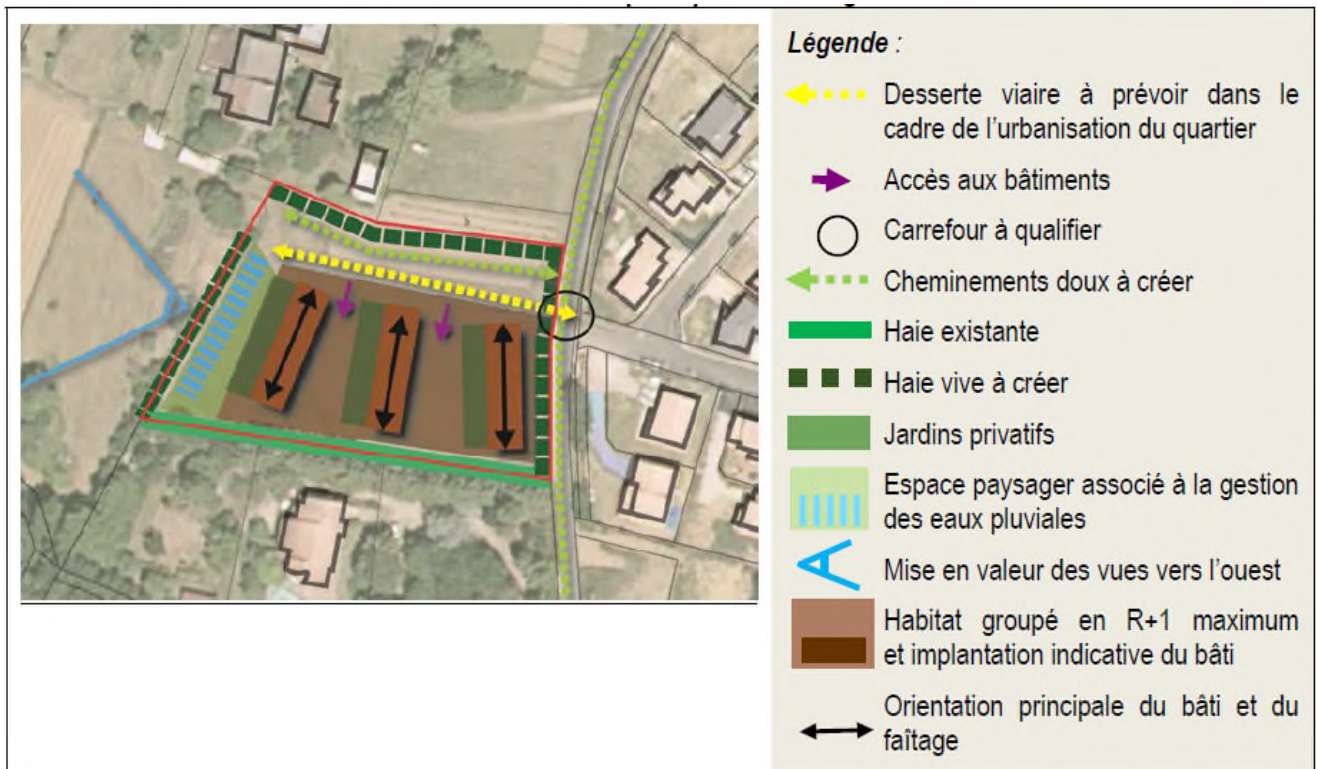 Légende :
Desserte viaire à prévoir dans le
cadre de l'urbanisation du quartier
Accès aux bâtiments
Carrefour à qualifier
Cheminements doux à créer
Haie existante
Haie vive à créer
Jardins privatifs
Espace paysager associé à la gestion
des eaux pluviales
Mise en valeur des vues vers l'ouest
Habitat groupé en R+1 maximum
et implantation indicative du bâti
Orientation principale du bâti et du
faîtage